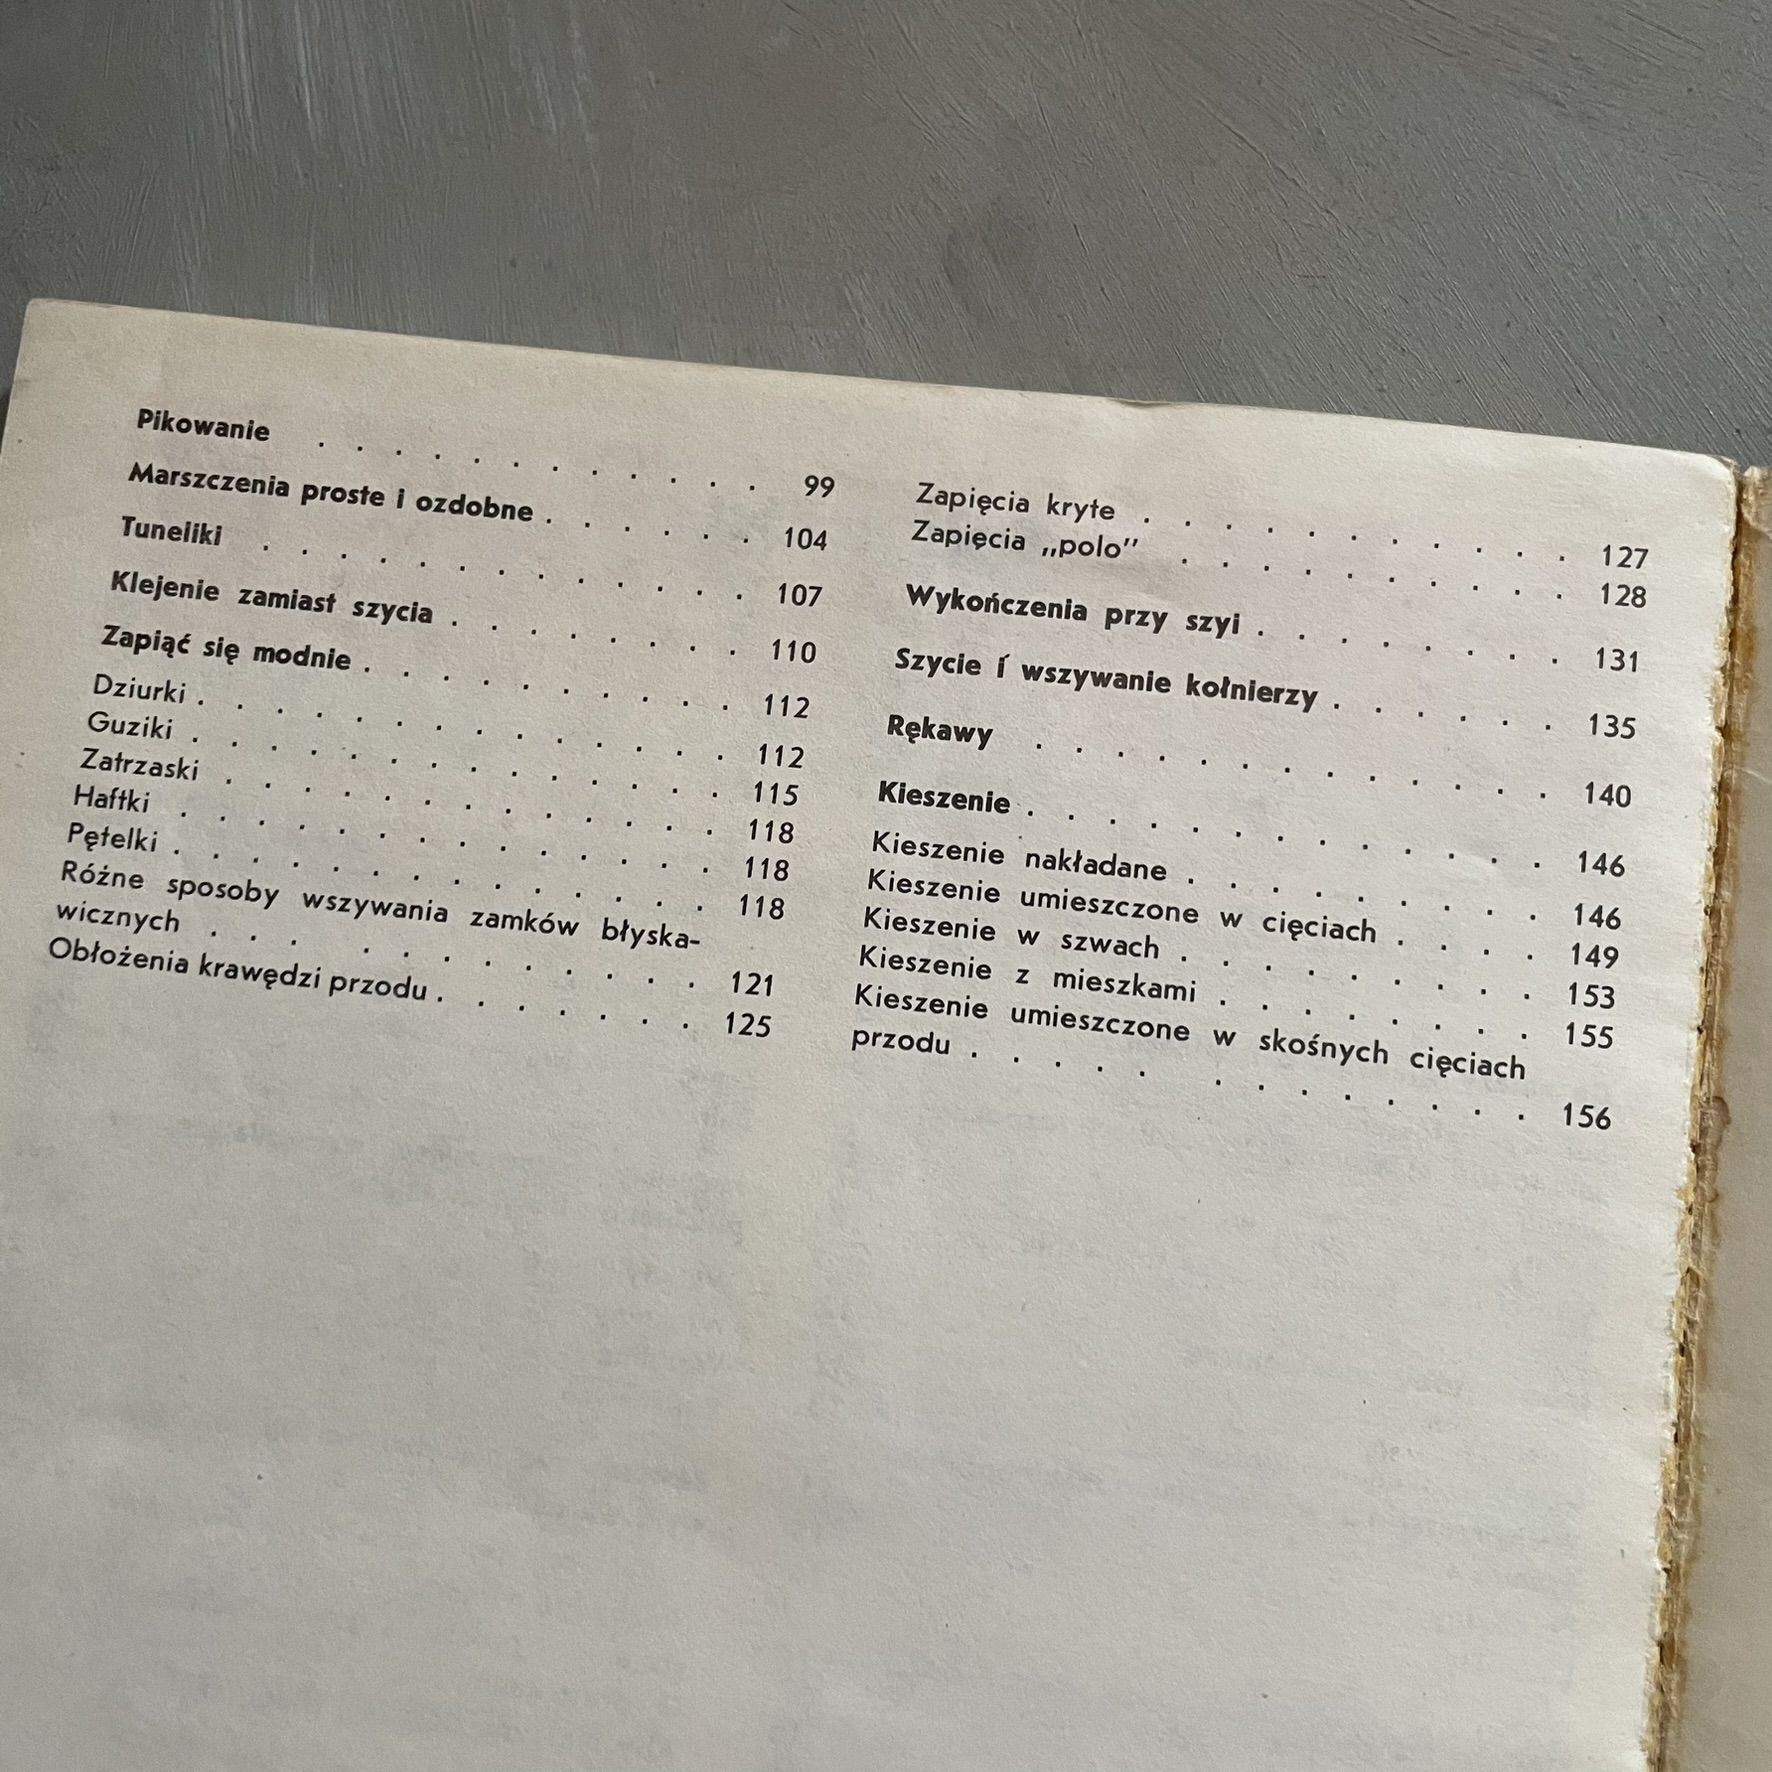 Pikowanie . . . . . . . . . . . . 99
Marszczenia proste i ozdobne . . . . . . 104
Tuneliki . . . . . . . . . . . . . 107
Klejenie zamiast szycia . . . . . . . . 110
Zapiąć się modnie . . . . . . . . . . 112
Dziurki . . . . . . . . . . . . . . 112
Guziki . . . . . . . . . . . . . . 115
Zatrzaski . . . . . . . . . . . . . 118
Haftki . . . . . . . . . . . . . . 118
Pętelki . . . . . . . . . . . . . . 118
Różne sposoby wszywania zamków błyska-
wicznych . . . . . . . . . . . . 121
Obłożenia krawędzi przodu . . . . . . . 125
Zapięcia kryte . . . . . . . . . . . 127
Zapięcia „polo” . . . . . . . . . . 128
Wykończenia przy szyi . . . . . . . . 131
Szycie i wszywanie kołnierzy . . . . . . 135
Rękawy . . . . . . . . . . . . . 140
Kieszenie . . . . . . . . . . . . . 146
Kieszenie nakładane . . . . . . . . . 146
Kieszenie umieszczone w cięciach . . . . 149
Kieszenie w szwach . . . . . . . . . 153
Kieszenie z mieszkami . . . . . . . . 155
Kieszenie umieszczone w skośnych cięciach
przodu . . . . . . . . . . . . . 156